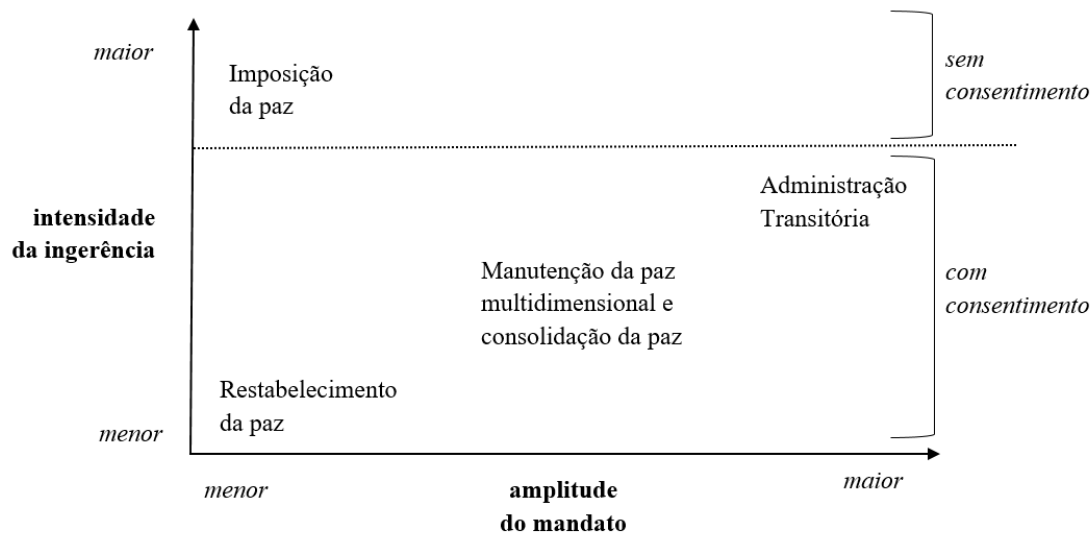 maior
Imposição
da paz
sem
consentimento
Administração
Transitória
intensidade
da ingerência
Manutenção da paz
multidimensional e
consolidação da paz
com
consentimento
Restabelecimento
da paz
menor
menor
amplitude
do mandato
maior